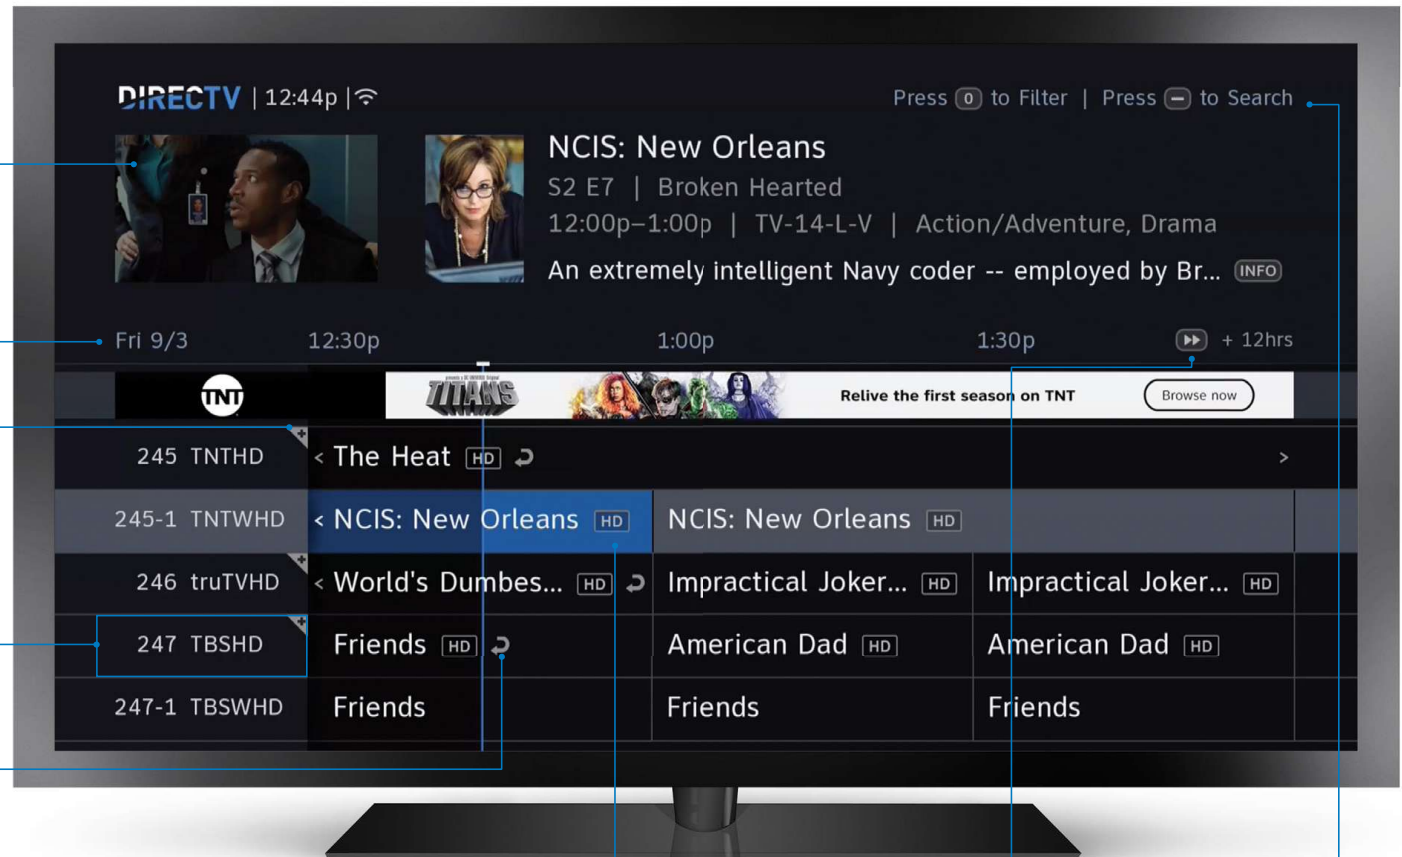 DIRECTV | 12:44p |
Press 0 to Filter | Press – to Search
NCIS: New Orleans
S2 E7 | Broken Hearted
12:00p–1:00p | TV-14-L-V | Action/Adventure, Drama
An extremely intelligent Navy coder -- employed by Br... INFO
Fri 9/3 12:30p 1:00p 1:30p + 12hrs
TNT TITANS Relive the first season on TNT Browse now
245 TNTHD < The Heat HD >
245-1 TNTWHD < NCIS: New Orleans HD NCIS: New Orleans HD
246 truTVHD < World's Dumbes... HD Impractical Joker... HD Impractical Joker... HD
247 TBSHD Friends HD American Dad HD American Dad HD
247-1 TBSWHD Friends Friends Friends